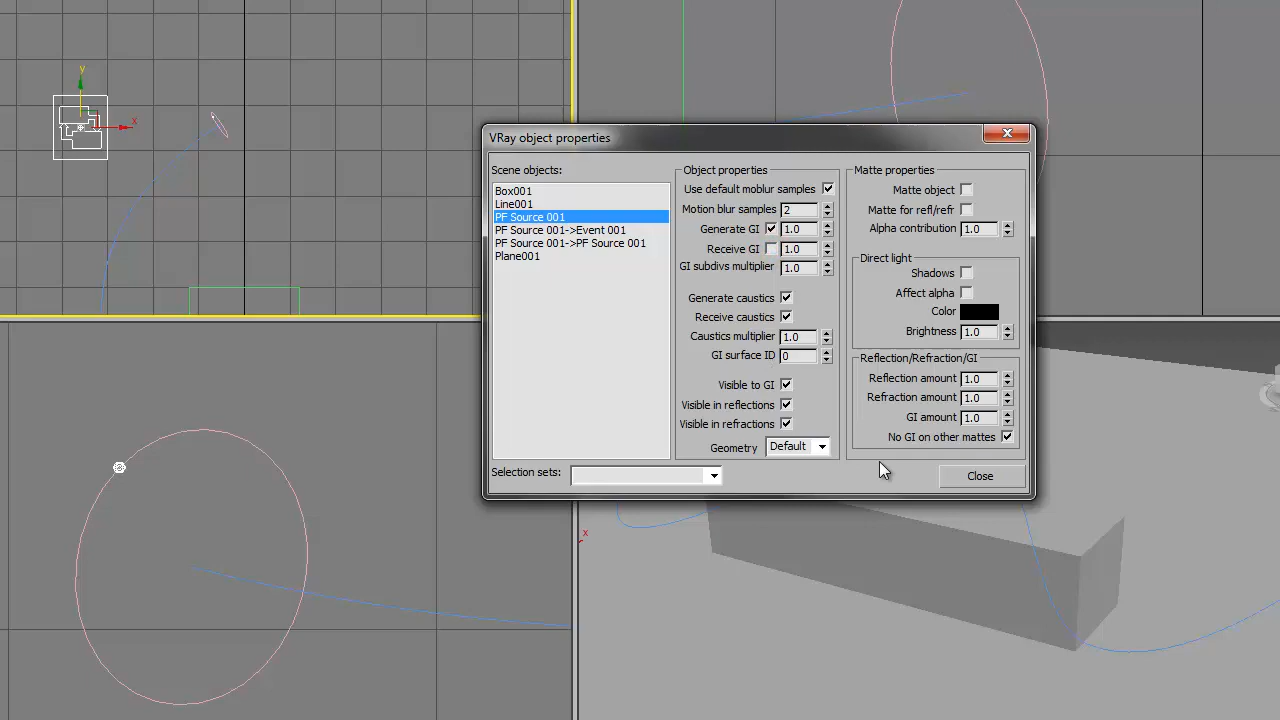 y
x
VRay object properties
Scene objects:
Box001
Line001
PF Source 001
PF Source 001->Event 001
PF Source 001->PF Source 001
Plane001
Selection sets:
Object properties
Use default moblur samples
Motion blur samples 2
Generate GI 1.0
Receive GI 1.0
GI subdivs multiplier 1.0
Generate caustics
Receive caustics
Caustics multiplier 1.0
GI surface ID 0
Visible to GI
Visible in reflections
Visible in refractions
Geometry Default
Matte properties
Matte object
Matte for refl/refr
Alpha contribution 1.0
Direct light
Shadows
Affect alpha
Color
Brightness 1.0
Reflection/Refraction/GI
Reflection amount 1.0
Refraction amount 1.0
GI amount 1.0
No GI on other mattes
Close
x